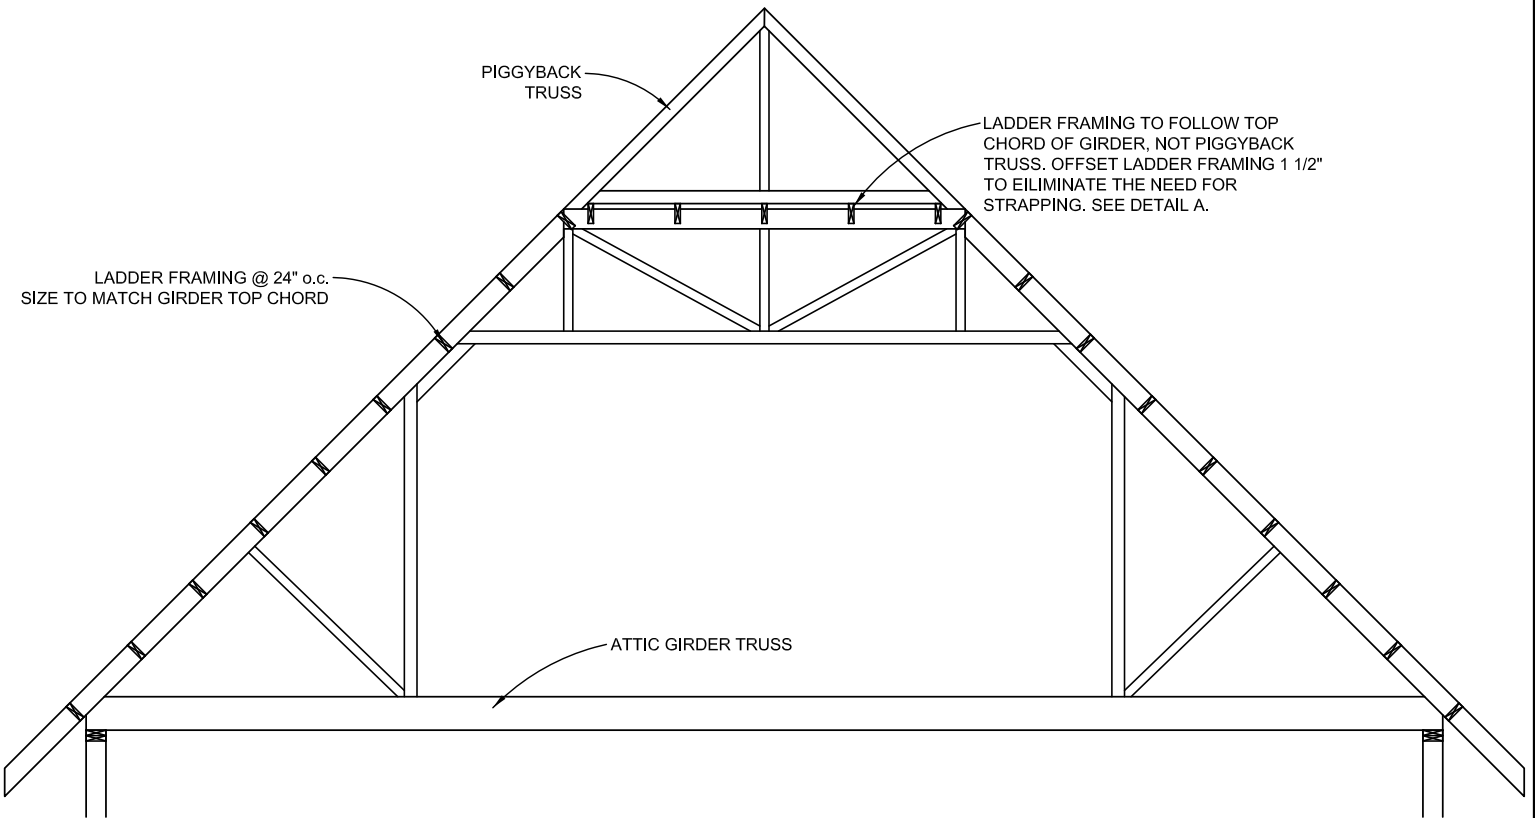 PIGGYBACK
TRUSS
LADDER FRAMING TO FOLLOW TOP
CHORD OF GIRDER, NOT PIGGYBACK
TRUSS. OFFSET LADDER FRAMING 1 1/2"
TO EILIMINATE THE NEED FOR
STRAPPING. SEE DETAIL A.
LADDER FRAMING @ 24" o.c.
SIZE TO MATCH GIRDER TOP CHORD
ATTIC GIRDER TRUSS